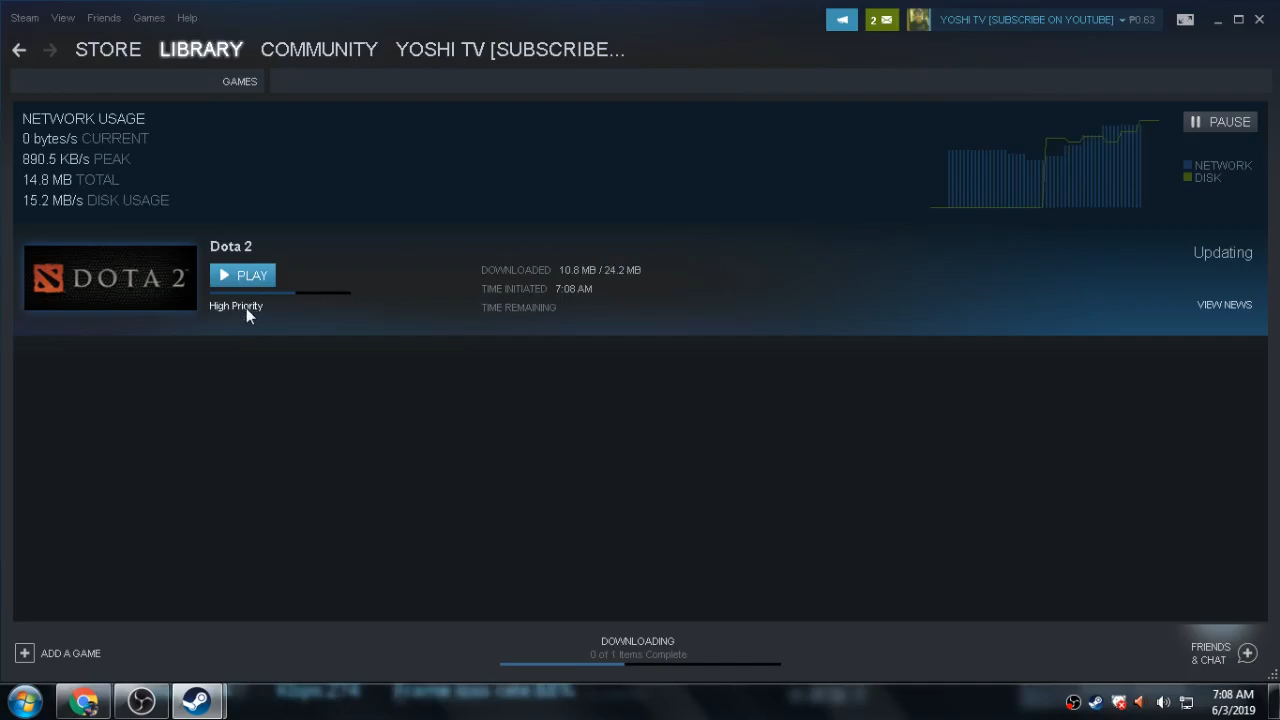 Steam View Friends Games Help
2
YOSHI TV [SUBSCRIBE ON YOUTUBE] ₱0.63
STORE LIBRARY COMMUNITY YOSHI TV [SUBSCRIBE...
GAMES
NETWORK USAGE
0 bytes/s CURRENT
890.5 KB/s PEAK
14.8 MB TOTAL
15.2 MB/s DISK USAGE
PAUSE
NETWORK
DISK
DOTA 2
Dota 2
PLAY
High Priority
DOWNLOADED 10.8 MB / 24.2 MB
TIME INITIATED 7:08 AM
TIME REMAINING
Updating
VIEW NEWS
ADD A GAME
DOWNLOADING
0 of 1 Items Complete
FRIENDS
& CHAT
7:08 AM
6/3/2019